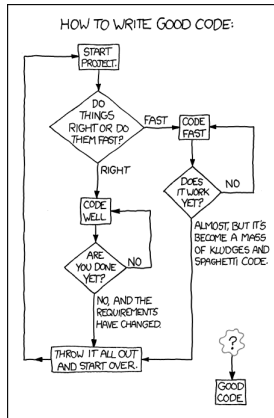 HOW TO WRITE GOOD CODE:
START
PROJECT.
DO
THINGS
RIGHT OR DO
THEM FAST?
FAST
CODE
FAST
RIGHT
DOES
IT WORK
YET?
NO
CODE
WELL
ALMOST, BUT IT'S
BECOME A MASS
OF KLUDGES AND
SPAGHETTI CODE.
ARE
YOU DONE
YET?
NO
NO, AND THE
REQUIREMENTS
HAVE CHANGED.
THROW IT ALL OUT
AND START OVER.
?
GOOD
CODE